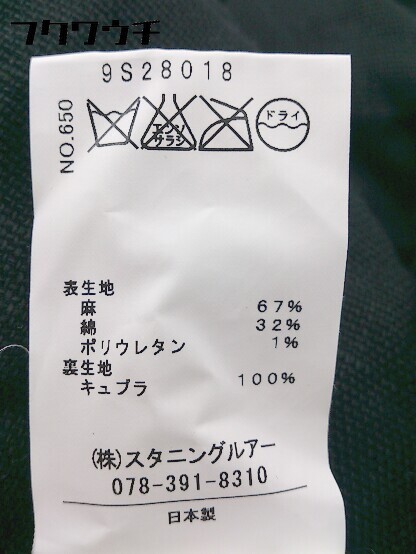 フクワウチ
9S28018
NO.650
エンソ
サラシ
ドライ
表生地
麻 67%
綿 32%
ポリウレタン 1%
裏生地
キュプラ 100%
(株)スタニングルアー
078-391-8310
日本製